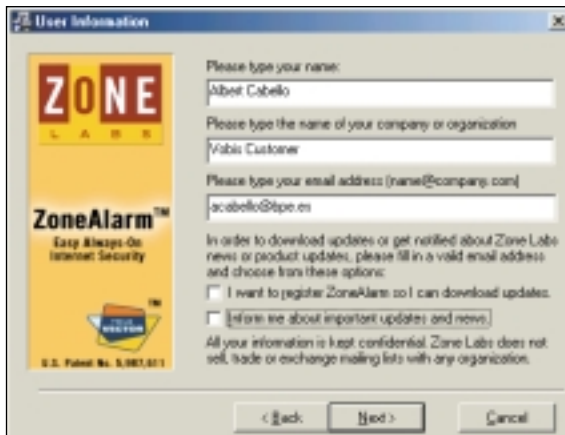 User Information
ZONE
LABS
ZoneAlarm™
Easy Always-On
Internet Security
TM
VECTOR
U.S. Patent No. 5,987,611
Please type your name:
Albert Cabello
Please type the name of your company or organization
Vobis Customer
Please type your email address (name@company.com)
acabello@bpe.es
In order to download updates or get notified about Zone Labs
news or product updates, please fill in a valid email address
and choose from these options:
I want to register ZoneAlarm so I can download updates.
Inform me about important updates and news.
All your information is kept confidential. Zone Labs does not
sell, trade or exchange mailing lists with any organization.
< Back
Next >
Cancel